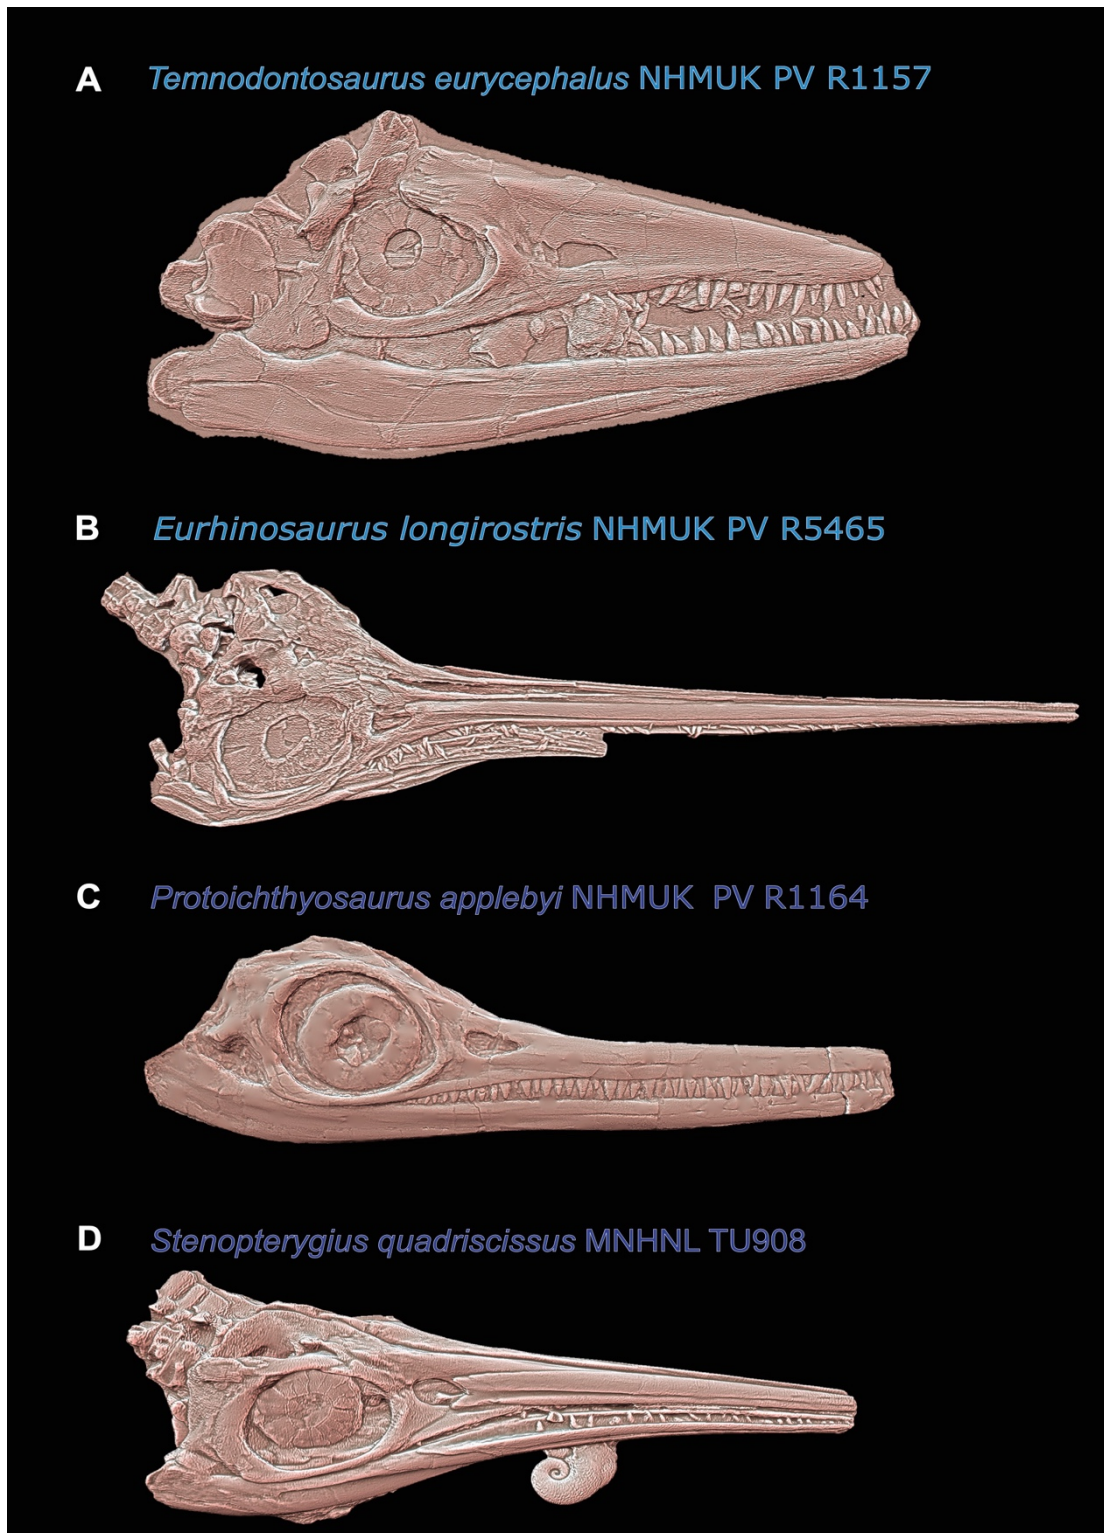 A Temnodontosaurus eurycephalus NHMUK PV R1157
B Eurhinosaurus longirostris NHMUK PV R5465
C Protoichthyosaurus applebyi NHMUK PV R1164
D Stenopterygius quadriscissus MNHNL TU908